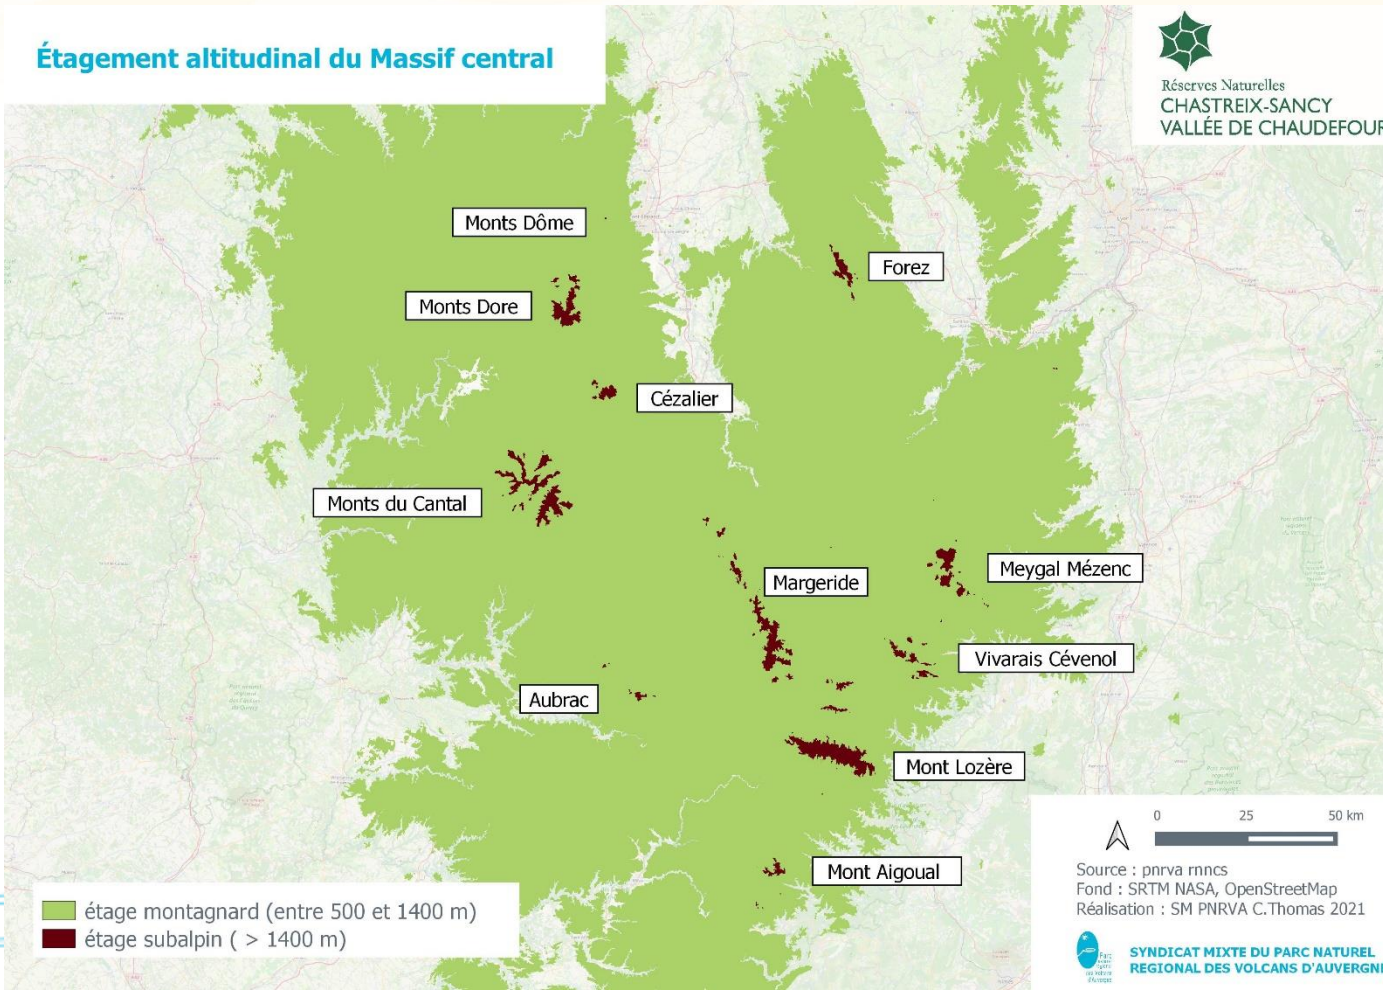 Étagement altitudinal du Massif central
Réserves Naturelles
CHASTREIX-SANCY
VALLÉE DE CHAUDEFOUR
Monts Dôme
Forez
Monts Dore
Cézalier
Monts du Cantal
Margeride
Meygal Mézenc
Vivarais Cévenol
Aubrac
Mont Lozère
Mont Aigoual
0 25 50 km
Source : pnrva rnncs
Fond : SRTM NASA, OpenStreetMap
Réalisation : SM PNRVA C.Thomas 2021
étage montagnard (entre 500 et 1400 m)
étage subalpin ( > 1400 m)
Parc
SYNDICAT MIXTE DU PARC NATUREL
REGIONAL DES VOLCANS D'AUVERGNE